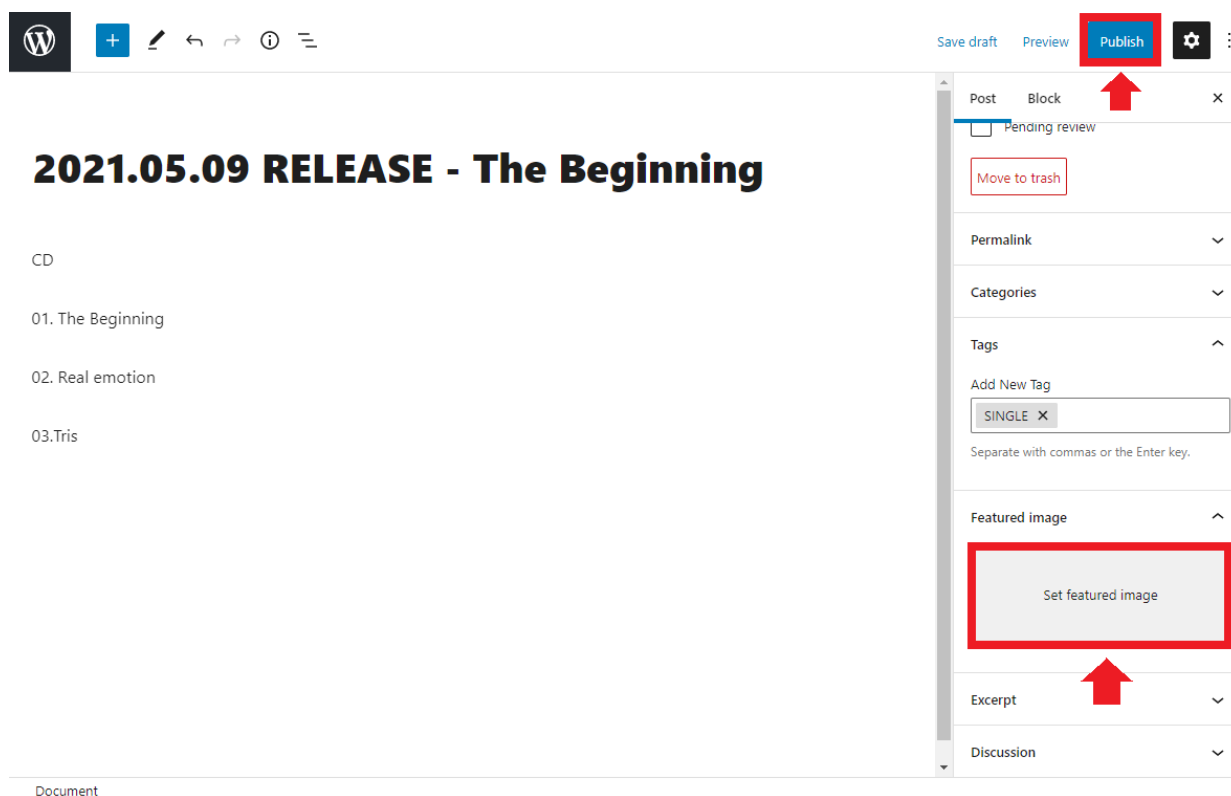 Save draft Preview Publish
Post Block
Pending review
2021.05.09 RELEASE - The Beginning
Move to trash
CD
01. The Beginning
02. Real emotion
03.Tris
Permalink
Categories
Tags
Add New Tag
SINGLE
Separate with commas or the Enter key.
Featured image
Set featured image
Excerpt
Discussion
Document